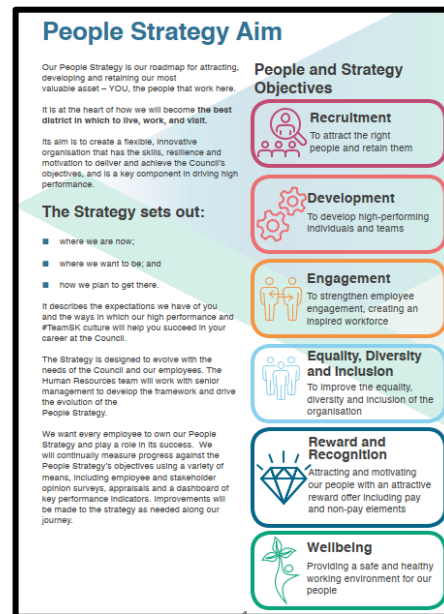 People Strategy Aim
Our People Strategy is our roadmap for attracting,
developing and retaining our most
valuable asset – YOU, the people that work here.
It is at the heart of how we will become the best
district in which to live, work, and visit.
Its aim is to create a flexible, innovative
organisation that has the skills, resilience and
motivation to deliver and achieve the Council's
objectives, and is a key component in driving high
performance.
The Strategy sets out:
■ where we are now;
■ where we want to be; and
■ how we plan to get there.
It describes the expectations we have of you
and the ways in which our high performance and
#TeamSK culture will help you succeed in your
career at the Council.
The Strategy is designed to evolve with the
needs of the Council and our employees. The
Human Resources team will work with senior
management to develop the framework and drive
the evolution of the
People Strategy.
We want every employee to own our People
Strategy and play a role in its success. We
will continually measure progress against the
People Strategy's objectives using a variety of
means, including employee and stakeholder
opinion surveys, appraisals and a dashboard of
key performance indicators. Improvements will
be made to the strategy as needed along our
journey.
People and Strategy
Objectives
Recruitment
To attract the right
people and retain them
Development
To develop high-performing
individuals and teams
Engagement
To strengthen employee
engagement, creating an
inspired workforce
Equality, Diversity
and Inclusion
To improve the equality,
diversity and inclusion of the
organisation
Reward and
Recognition
Attracting and motivating
our people with an attractive
reward offer including pay
and non-pay elements
Wellbeing
Providing a safe and healthy
working environment for our
people